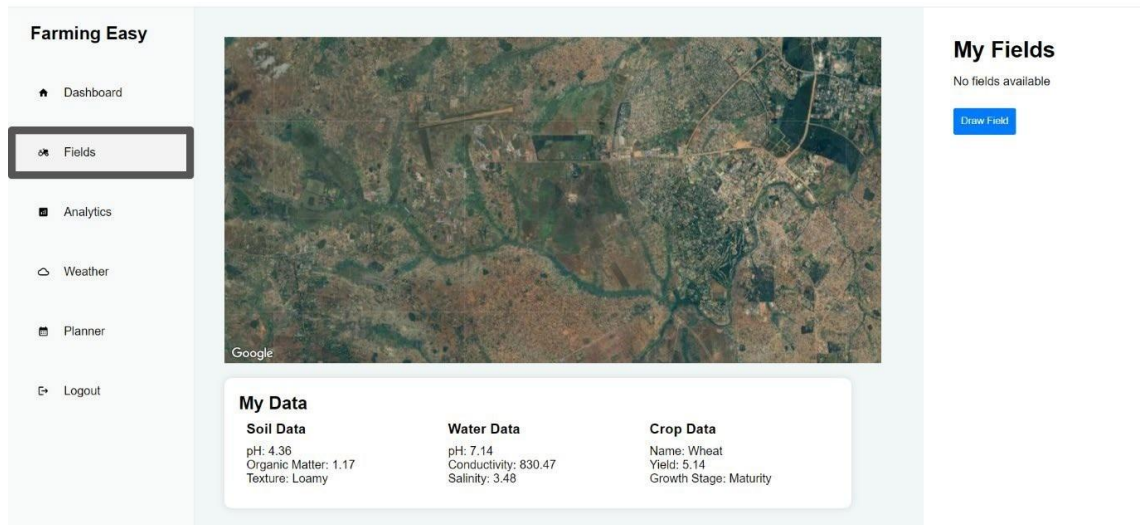 Farming Easy
Dashboard
Fields
Analytics
Weather
Planner
Logout
Google
My Data
Soil Data
pH: 4.36
Organic Matter: 1.17
Texture: Loamy
Water Data
pH: 7.14
Conductivity: 830.47
Salinity: 3.48
Crop Data
Name: Wheat
Yield: 5.14
Growth Stage: Maturity
My Fields
No fields available
Draw Field